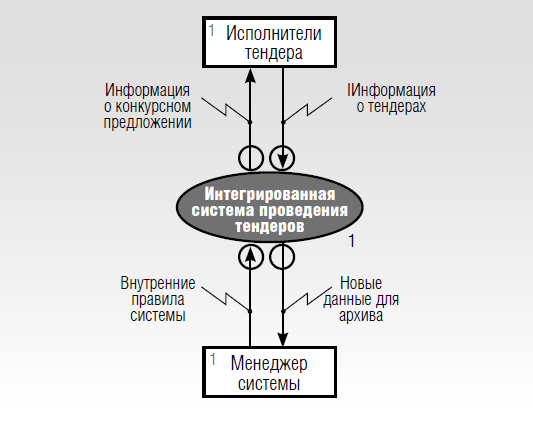 1 Исполнители
тендера
Информация
о конкурсном
предложении
IИнформация
о тендерах
Интегрированная
система проведения
тендеров
1
Внутренние
правила
системы
Новые
данные для
архива
1 Менеджер
системы